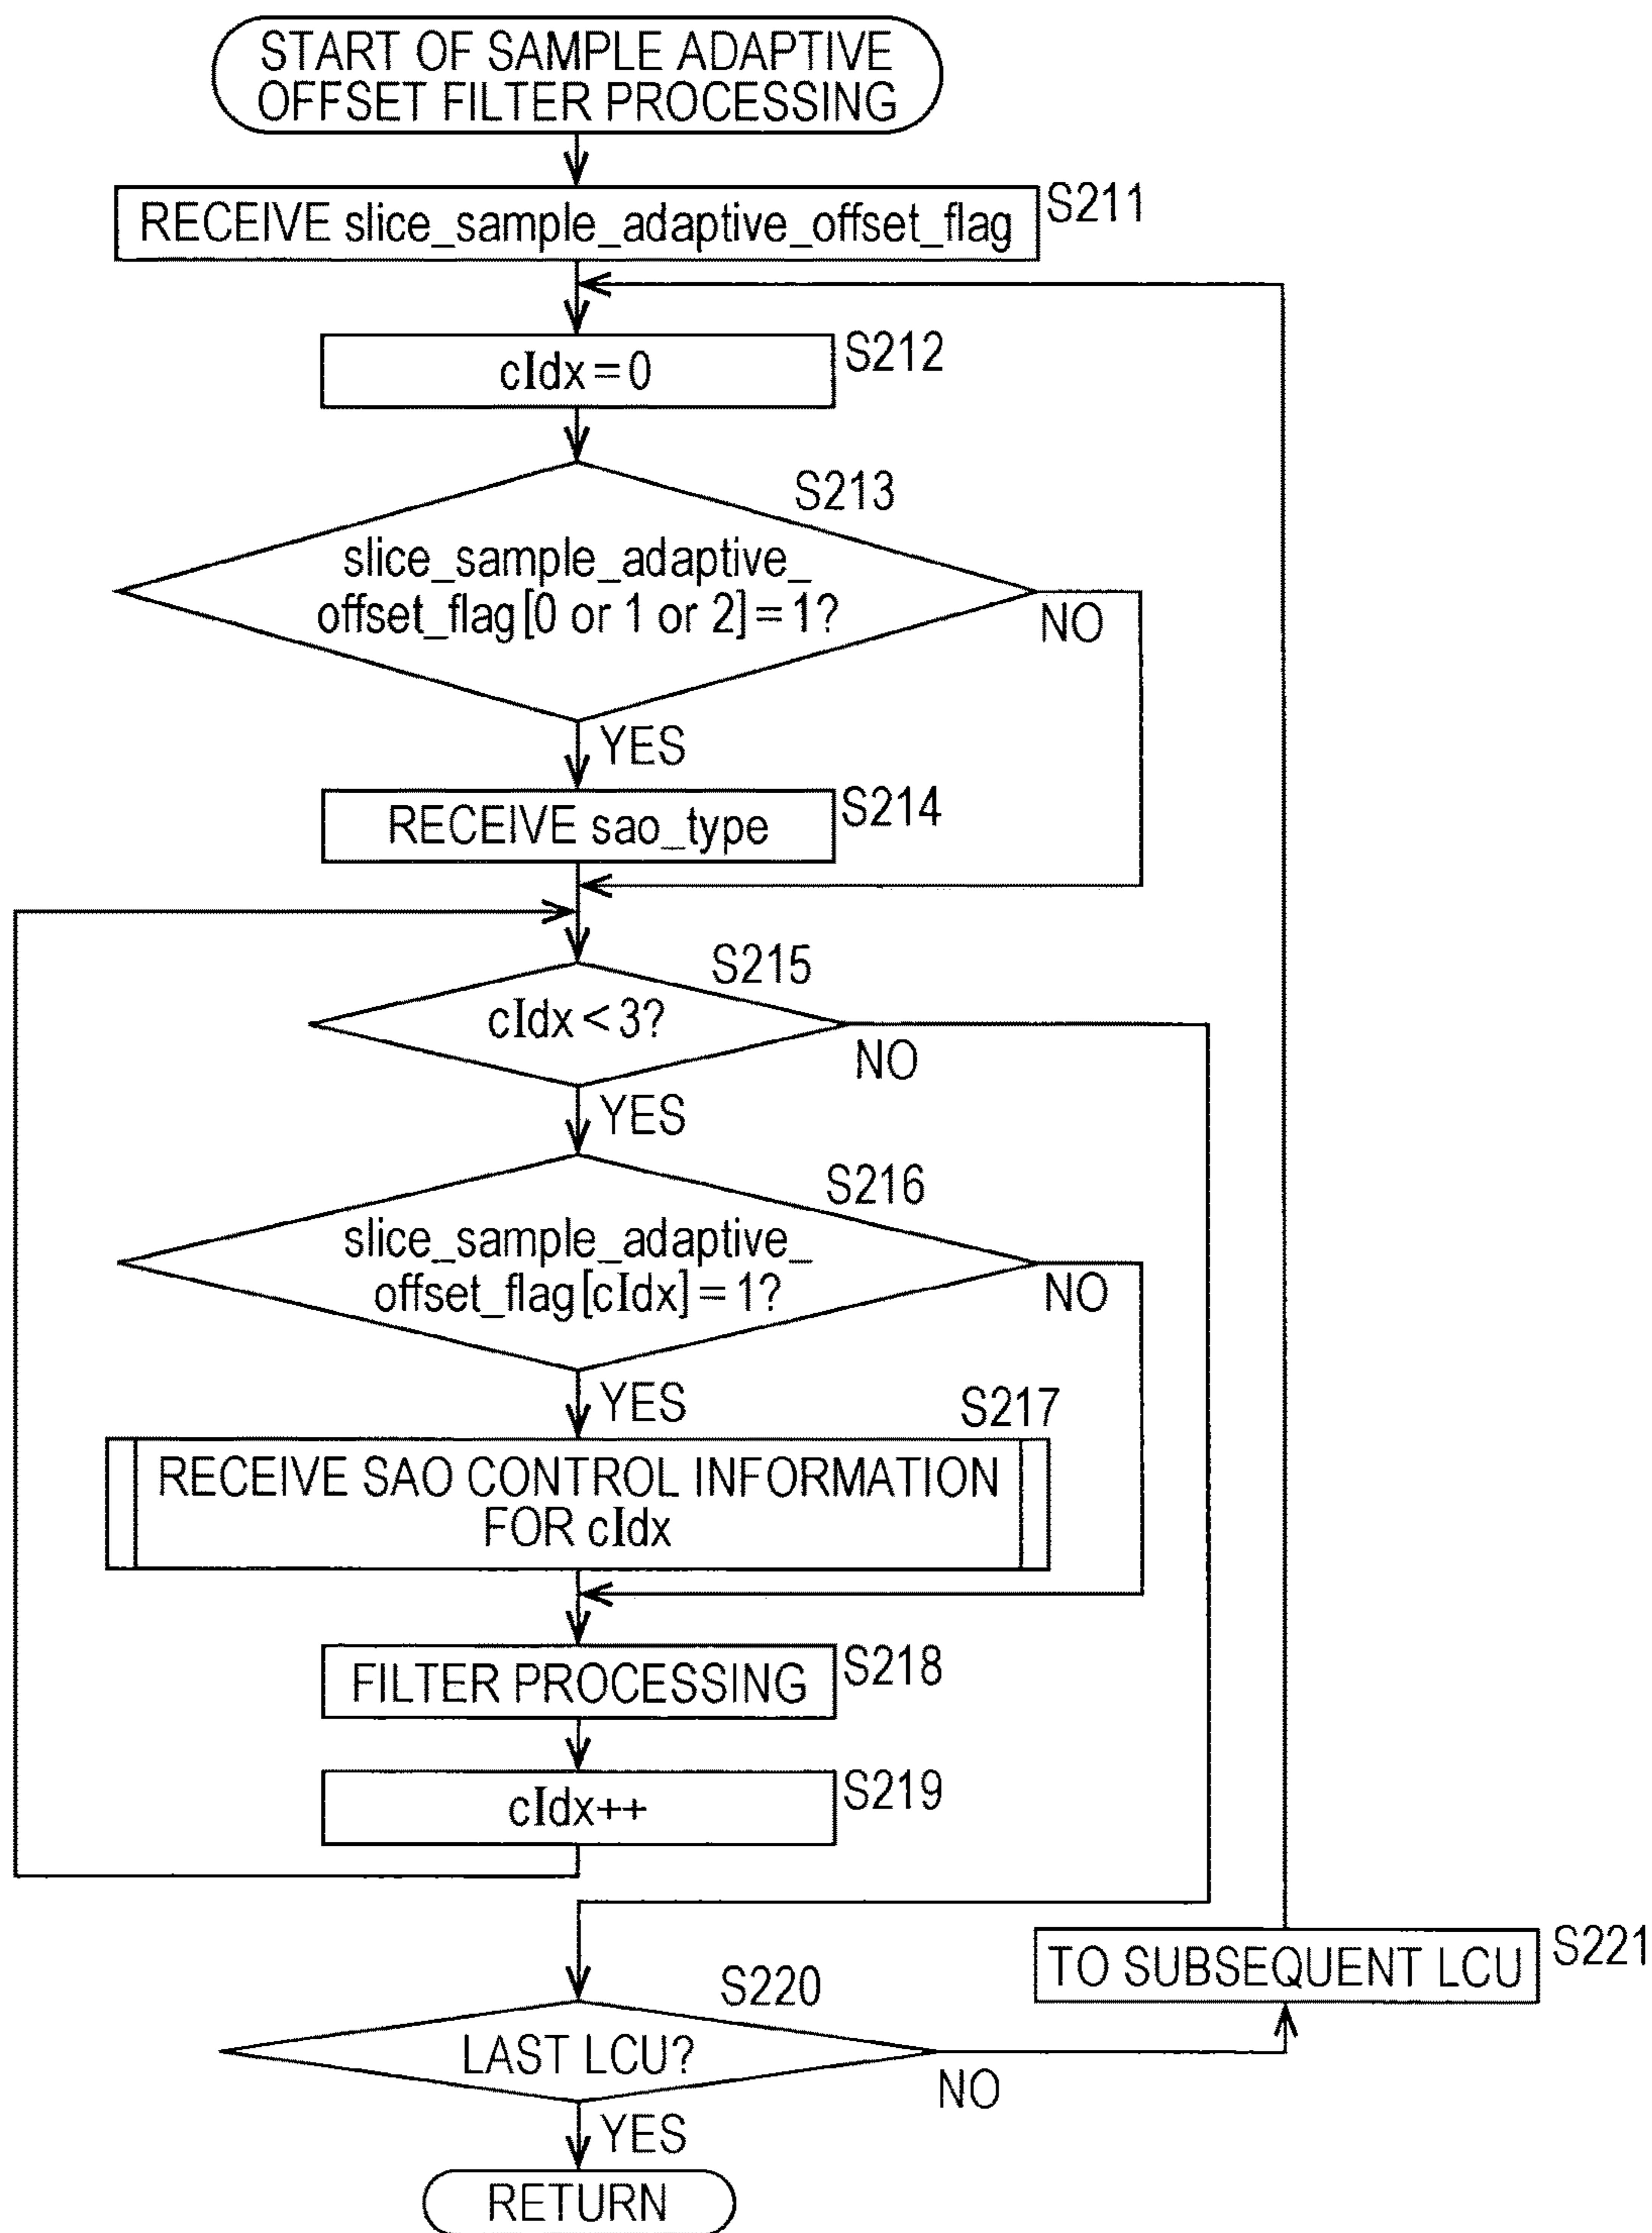 START OF SAMPLE ADAPTIVE
OFFSET FILTER PROCESSING
RECEIVE slice_sample_adaptive_offset_flag
S211
cIdx = 0
S212
S213
slice_sample_adaptive_
offset_flag [0 or 1 or 2] = 1?
NO
YES
RECEIVE sao_type
S214
S215
cIdx < 3?
NO
YES
S216
slice_sample_adaptive_
offset_flag [cIdx] = 1?
NO
YES
S217
RECEIVE SAO CONTROL INFORMATION
FOR cIdx
FILTER PROCESSING
S218
cIdx++
S219
TO SUBSEQUENT LCU
S221
S220
LAST LCU?
NO
YES
RETURN